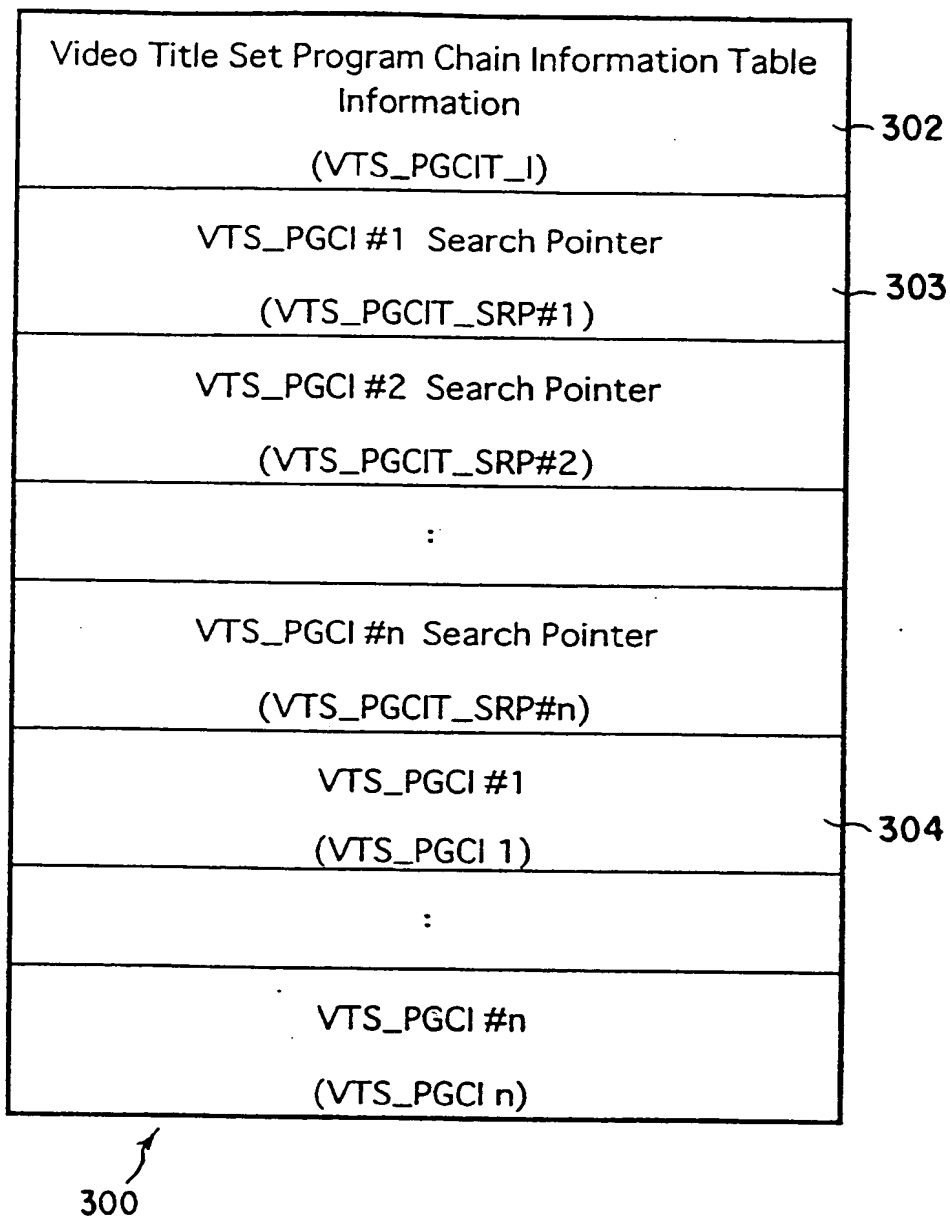 Video Title Set Program Chain Information Table
Information
(VTS_PGCIT_I)
302
VTS_PGCI #1 Search Pointer
(VTS_PGCIT_SRP#1)
303
VTS_PGCI #2 Search Pointer
(VTS_PGCIT_SRP#2)
:
VTS_PGCI #n Search Pointer
(VTS_PGCIT_SRP#n)
VTS_PGCI #1
(VTS_PGCI 1)
304
:
VTS_PGCI #n
(VTS_PGCI n)
300